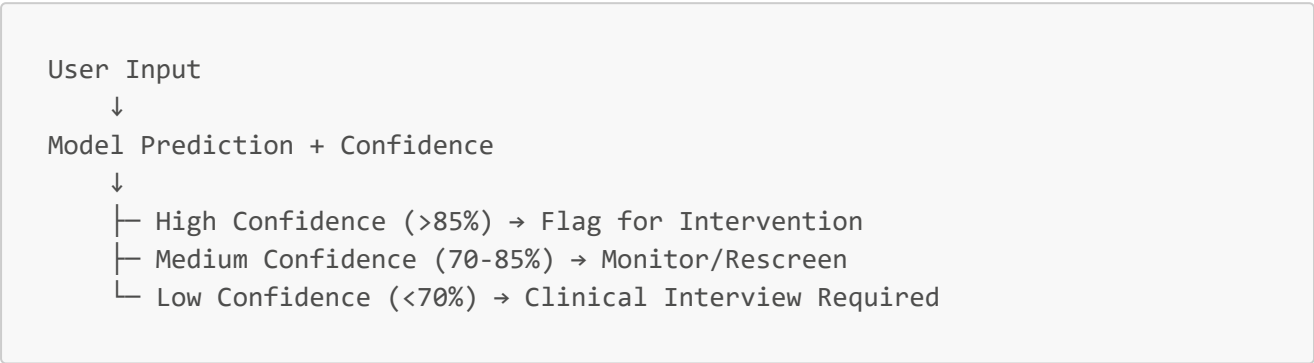 User Input
↓
Model Prediction + Confidence
↓
├─ High Confidence (>85%) → Flag for Intervention
├─ Medium Confidence (70-85%) → Monitor/Rescreen
└─ Low Confidence (<70%) → Clinical Interview Required